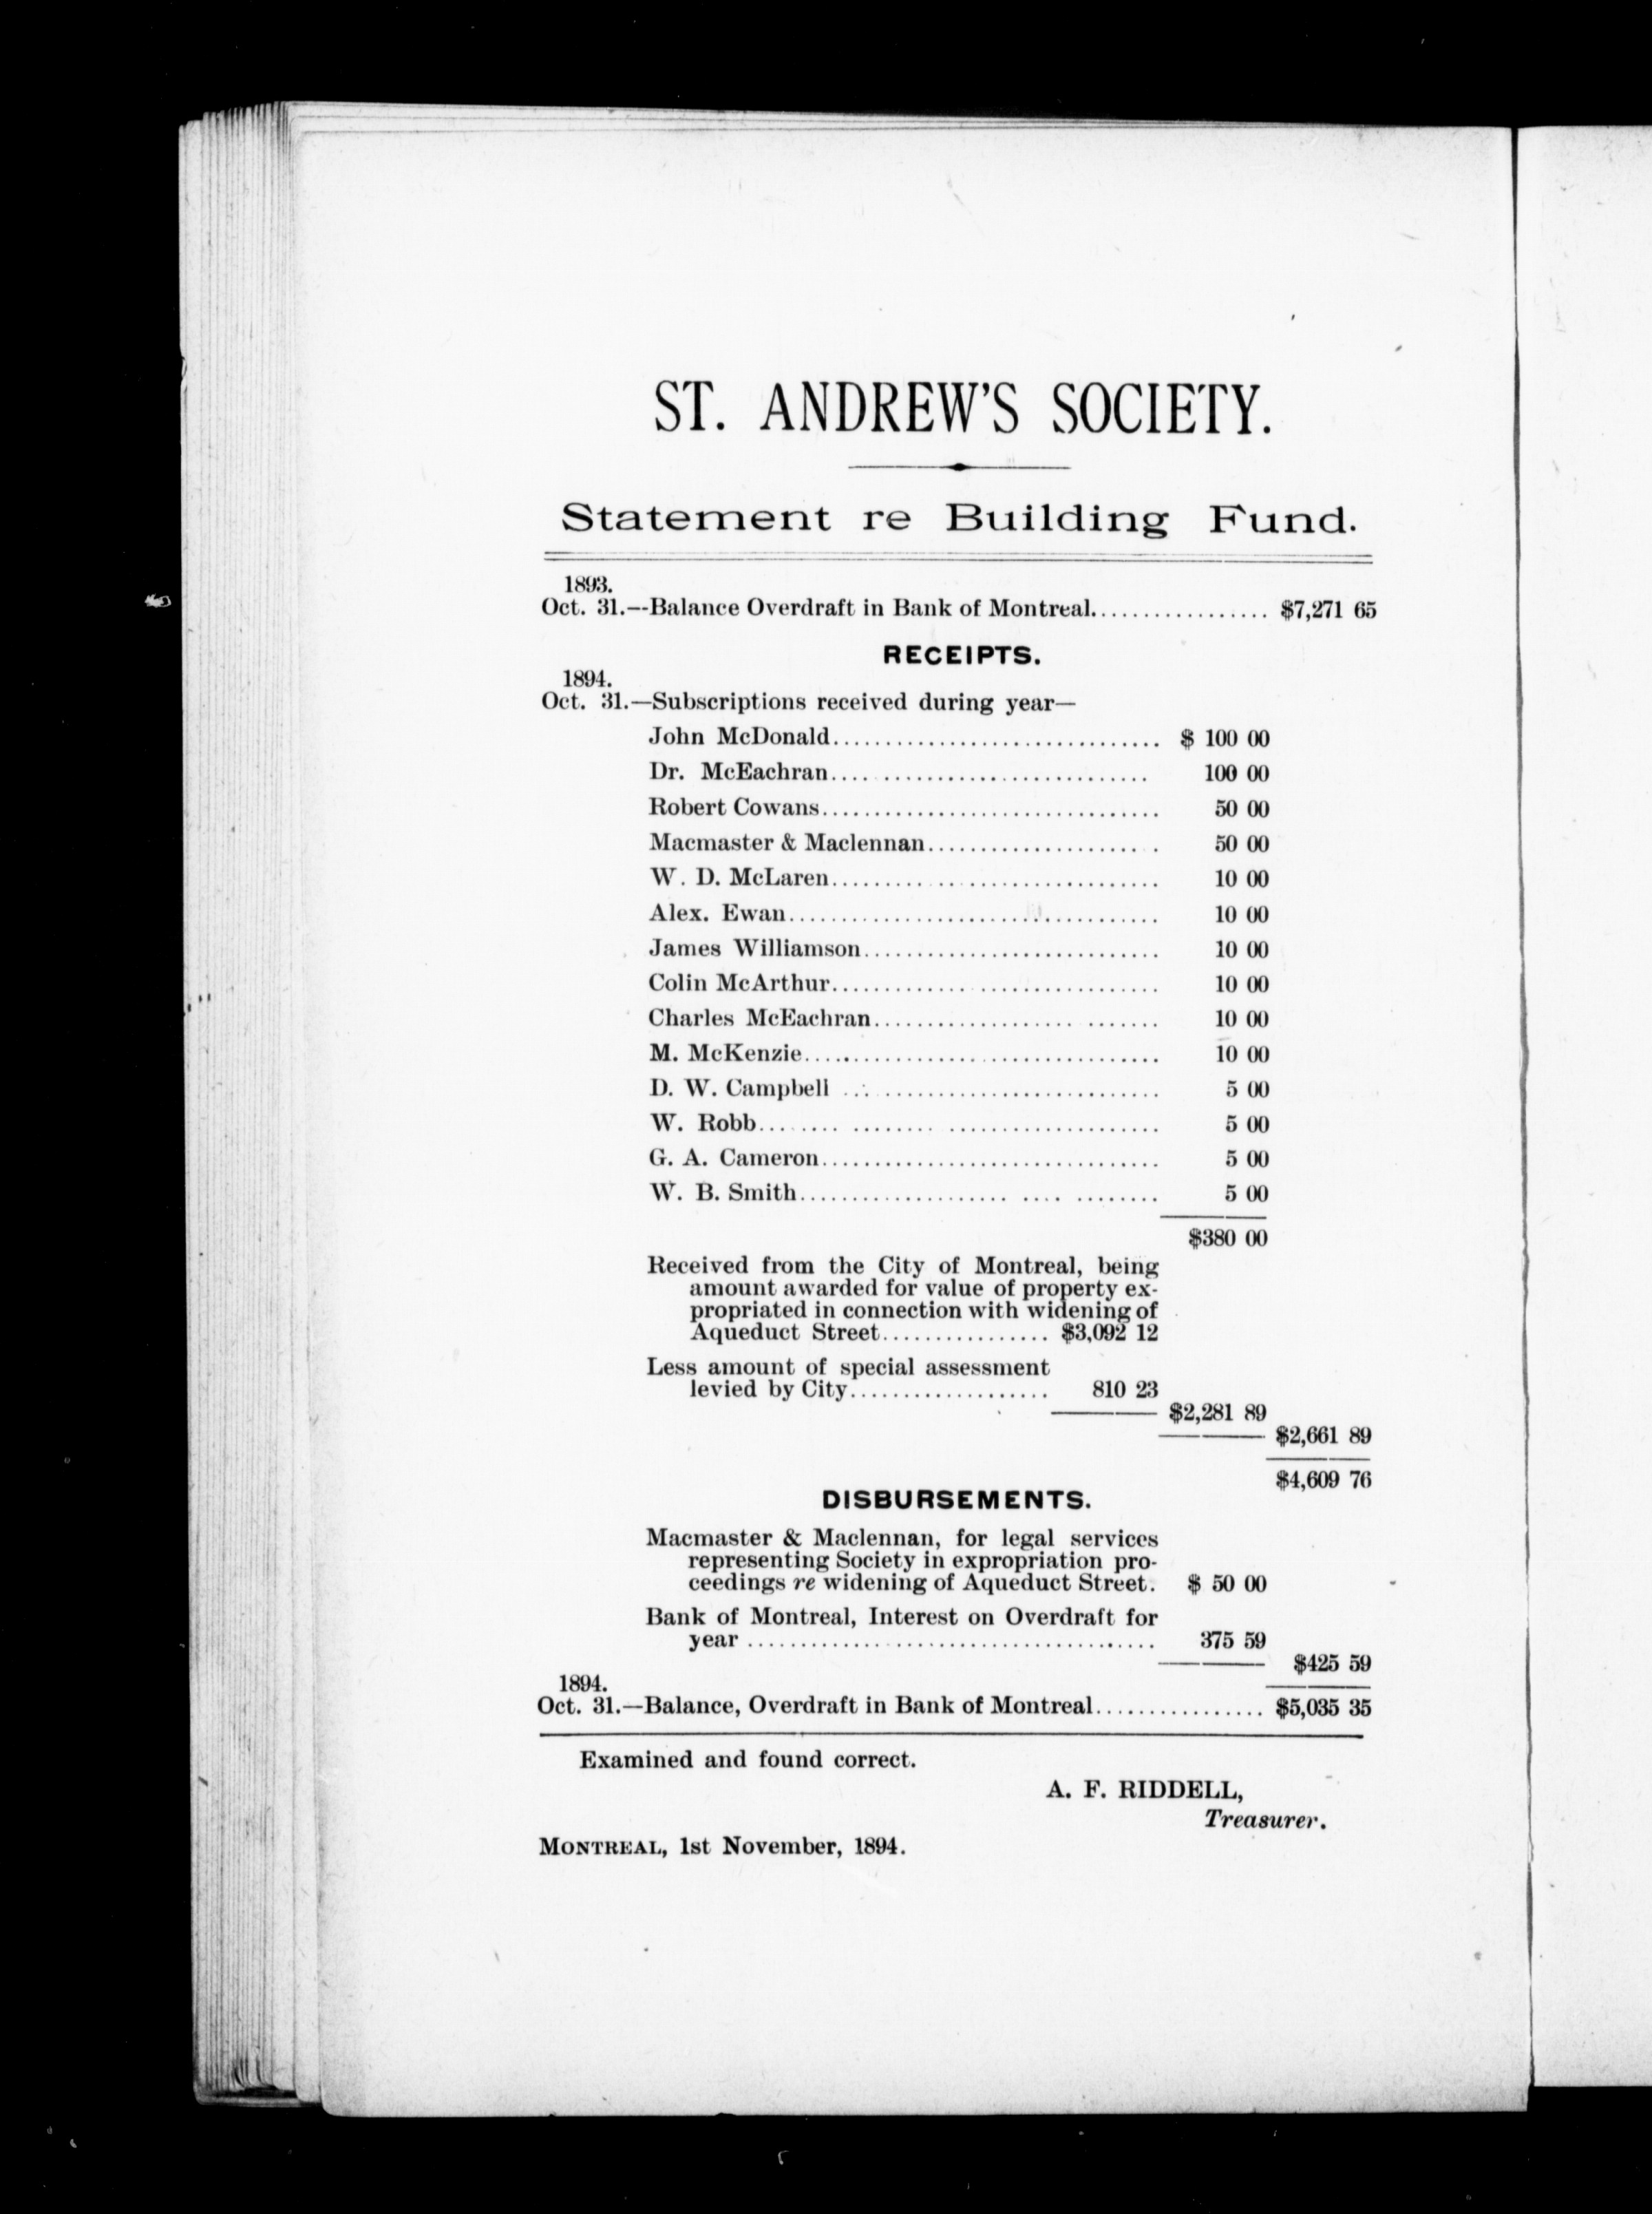 ST. ANDREW'S SOCIETY.
Statement re Building Fund.
1893.
Oct. 31.--Balance Overdraft in Bank of Montreal................. $7,271 65
RECEIPTS.
1894.
Oct. 31.—Subscriptions received during year—
John McDonald............................... $ 100 00
Dr. McEachran.............................. 100 00
Robert Cowans................................ 50 00
Macmaster & Maclennan...................... 50 00
W. D. McLaren............................... 10 00
Alex. Ewan................................... 10 00
James Williamson............................ 10 00
Colin McArthur............................... 10 00
Charles McEachran.......................... 10 00
M. McKenzie.................................. 10 00
D. W. Campbell ............................. 5 00
W. Robb..................................... 5 00
G. A. Cameron................................ 5 00
W. B. Smith................................ 5 00
$380 00
Received from the City of Montreal, being
amount awarded for value of property ex-
propriated in connection with widening of
Aqueduct Street................ $3,092 12
Less amount of special assessment
levied by City................... 810 23
$2,281 89
$2,661 89
$4,609 76
DISBURSEMENTS.
Macmaster & Maclennan, for legal services
representing Society in expropriation pro-
ceedings re widening of Aqueduct Street. $ 50 00
Bank of Montreal, Interest on Overdraft for
year ....................................... 375 59
$425 59
1894.
Oct. 31.—Balance, Overdraft in Bank of Montreal................ $5,035 35
Examined and found correct.
A. F. RIDDELL,
Treasurer.
MONTREAL, 1st November, 1894.